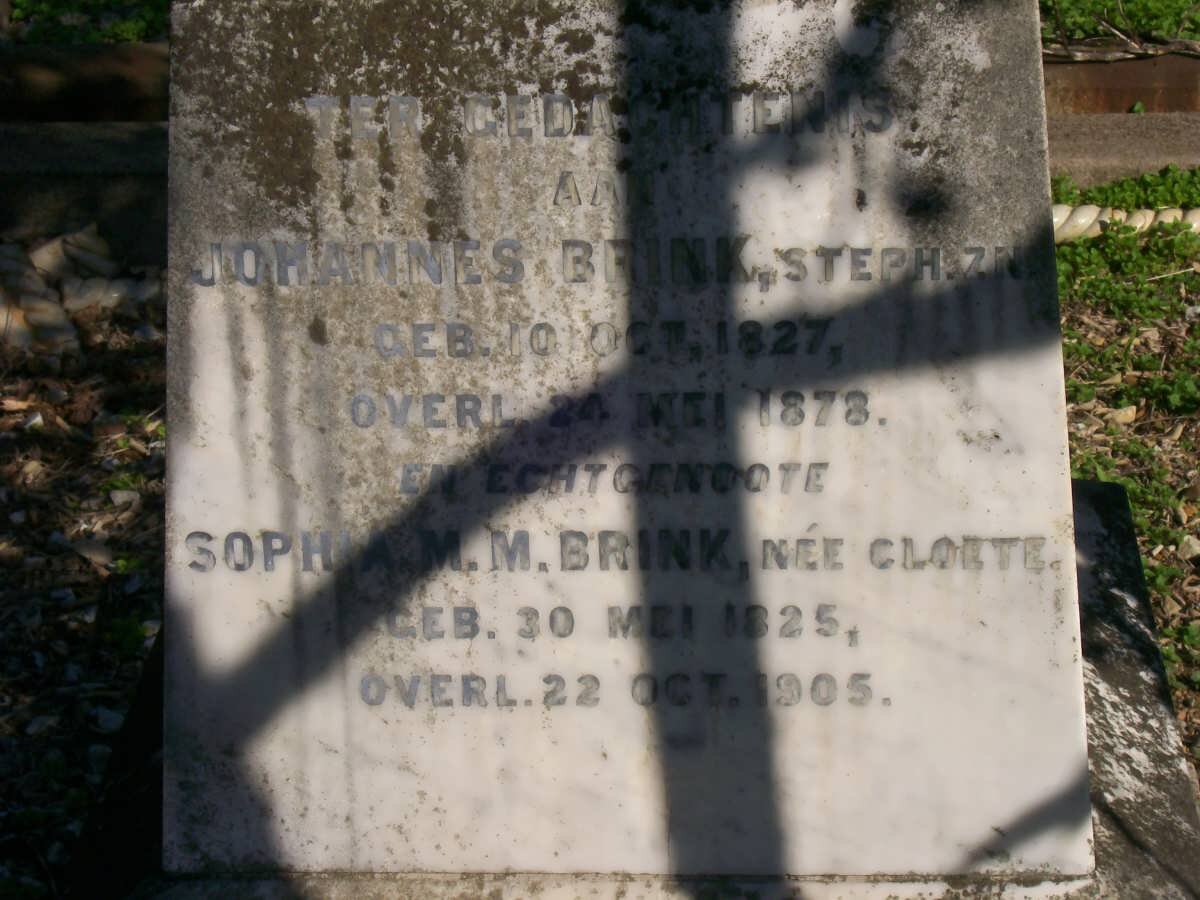 TER GEDACHTENIS
AAN
JOHANNES BRINK, STEPH. ZN
GEB. 10 OCT, 1827,
OVERL. 24 MEI 1878.
EN ECHTGENOOTE
SOPHIA M. M. BRINK, NÉE CLOETE.
GEB. 30 MEI 1825,
OVERL. 22 OCT. 1905.